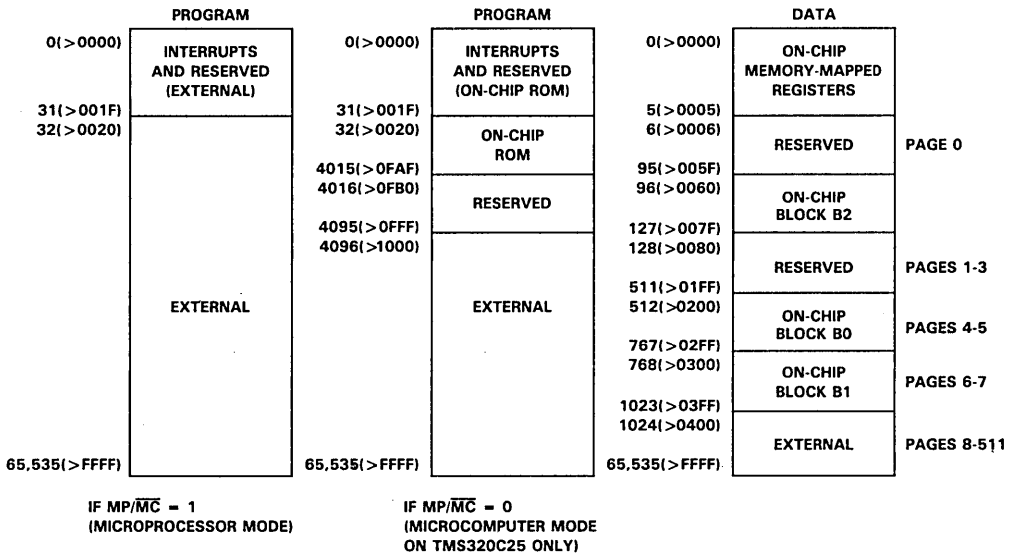 PROGRAM
0(>0000)
INTERRUPTS
AND RESERVED
(EXTERNAL)
31(>001F)
32(>0020)
EXTERNAL
65,535(>FFFF)
IF MP/M̅C̅ = 1
(MICROPROCESSOR MODE)
PROGRAM
0(>0000)
INTERRUPTS
AND RESERVED
(ON-CHIP ROM)
31(>001F)
32(>0020)
ON-CHIP
ROM
4015(>0FAF)
4016(>0FB0)
RESERVED
4095(>0FFF)
4096(>1000)
EXTERNAL
65,535(>FFFF)
IF MP/M̅C̅ = 0
(MICROCOMPUTER MODE
ON TMS320C25 ONLY)
DATA
0(>0000)
ON-CHIP
MEMORY-MAPPED
REGISTERS
5(>0005)
6(>0006)
RESERVED
PAGE 0
95(>005F)
96(>0060)
ON-CHIP
BLOCK B2
127(>007F)
128(>0080)
RESERVED
PAGES 1-3
511(>01FF)
512(>0200)
ON-CHIP
BLOCK B0
PAGES 4-5
767(>02FF)
768(>0300)
ON-CHIP
BLOCK B1
PAGES 6-7
1023(>03FF)
1024(>0400)
EXTERNAL
PAGES 8-511
65,535(>FFFF)